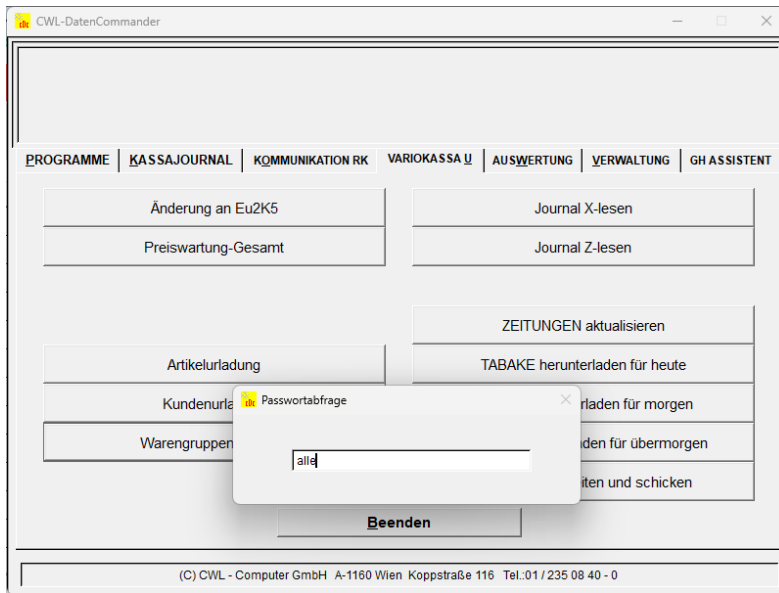 CWL-DatenCommander
PROGRAMME
KASSAJOURNAL
KOMMUNIKATION RK
VARIOKASSA U
AUSWERTUNG
VERWALTUNG
GH ASSISTENT
Änderung an Eu2K5
Journal X-lesen
Preiswartung-Gesamt
Journal Z-lesen
ZEITUNGEN aktualisieren
Artikelurladung
TABAKE herunterladen für heute
Passwortabfrage
Kundenurla
rladen für morgen
Warengruppen
den für übermorgen
alle
iten und schicken
Beenden
(C) CWL - Computer GmbH A-1160 Wien Koppstraße 116 Tel.:01 / 235 08 40 - 0